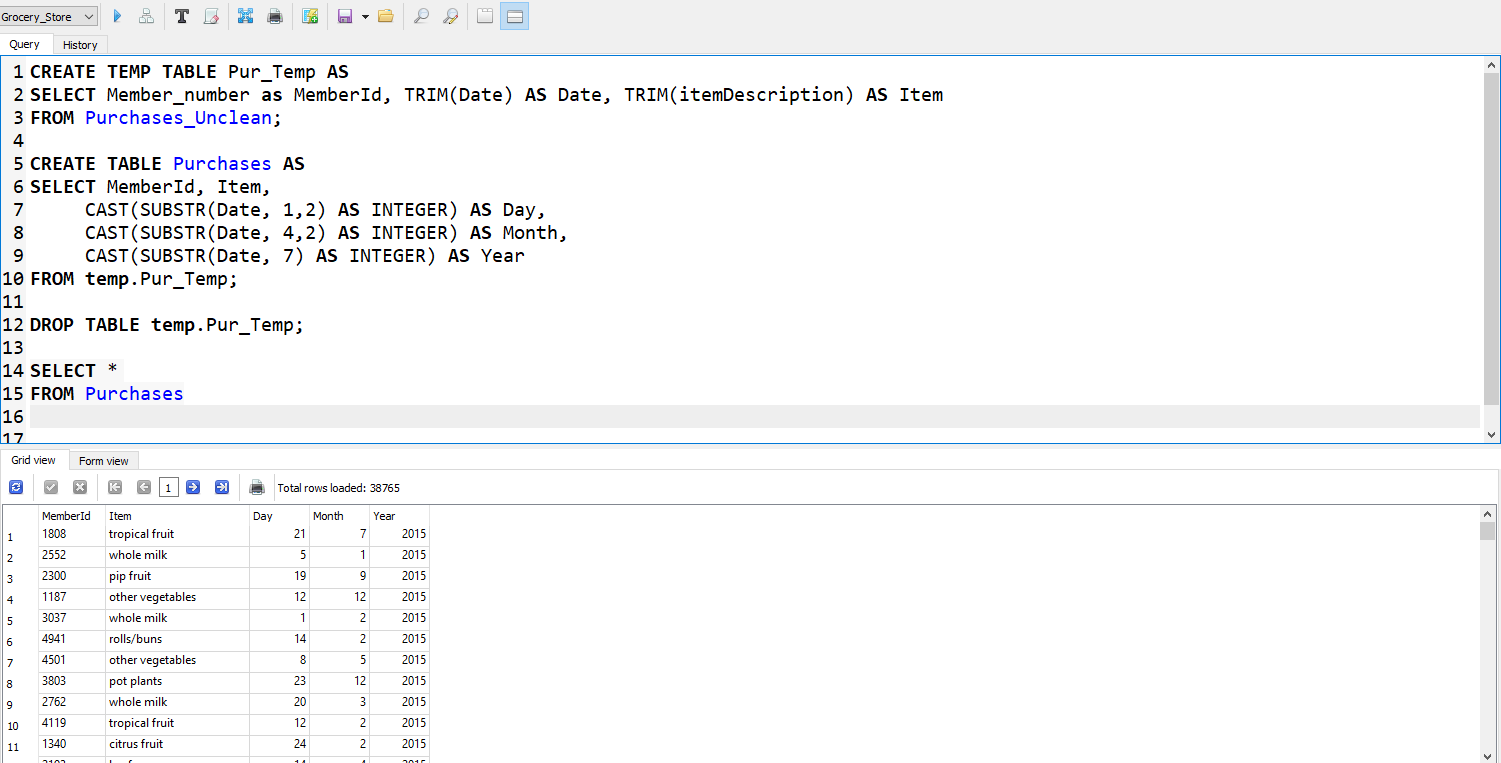 Grocery_Store
Query History
1 CREATE TEMP TABLE Pur_Temp AS
2 SELECT Member_number as MemberId, TRIM(Date) AS Date, TRIM(itemDescription) AS Item
3 FROM Purchases_Unclean;
4
5 CREATE TABLE Purchases AS
6 SELECT MemberId, Item,
7 CAST(SUBSTR(Date, 1,2) AS INTEGER) AS Day,
8 CAST(SUBSTR(Date, 4,2) AS INTEGER) AS Month,
9 CAST(SUBSTR(Date, 7) AS INTEGER) AS Year
10 FROM temp.Pur_Temp;
11
12 DROP TABLE temp.Pur_Temp;
13
14 SELECT *
15 FROM Purchases
16
17
Grid view Form view
1 Total rows loaded: 38765
MemberId Item Day Month Year
1 1808 tropical fruit 21 7 2015
2 2552 whole milk 5 1 2015
3 2300 pip fruit 19 9 2015
4 1187 other vegetables 12 12 2015
5 3037 whole milk 1 2 2015
6 4941 rolls/buns 14 2 2015
7 4501 other vegetables 8 5 2015
8 3803 pot plants 23 12 2015
9 2762 whole milk 20 3 2015
10 4119 tropical fruit 12 2 2015
11 1340 citrus fruit 24 2 2015